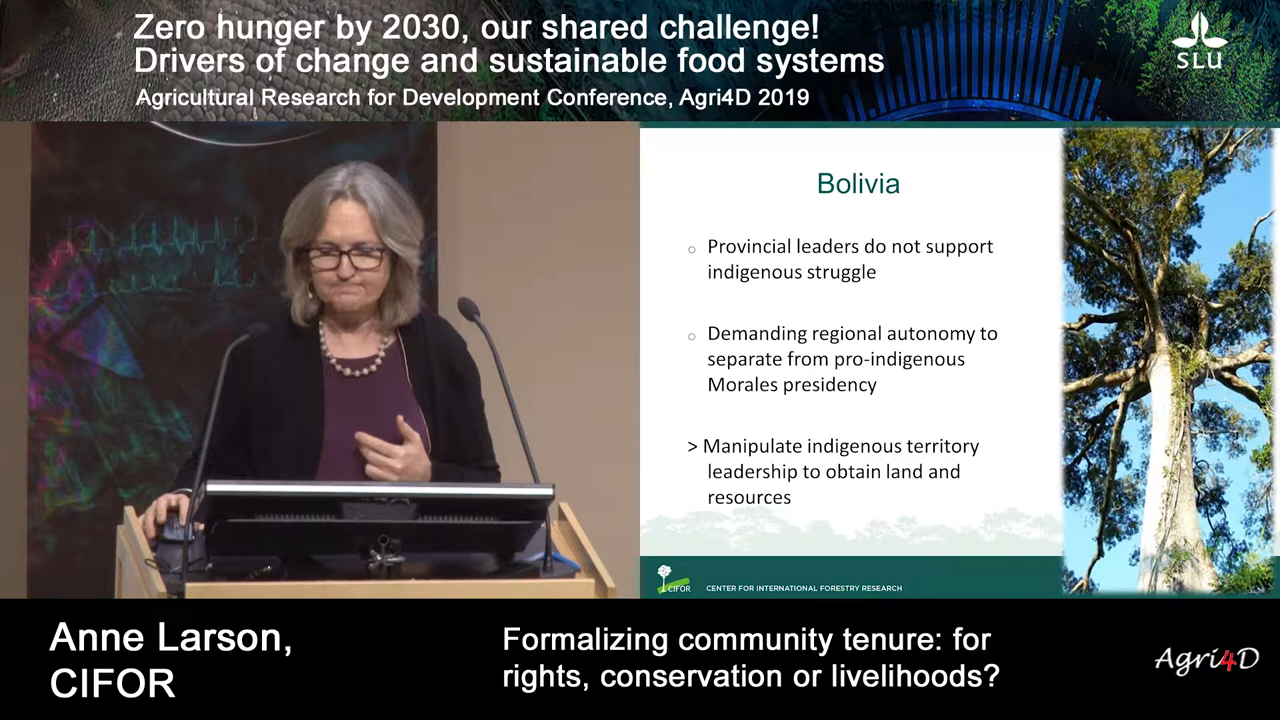 Zero hunger by 2030, our shared challenge!
Drivers of change and sustainable food systems
Agricultural Research for Development Conference, Agri4D 2019
SLU
Bolivia
○ Provincial leaders do not support
indigenous struggle
○ Demanding regional autonomy to
separate from pro-indigenous
Morales presidency
> Manipulate indigenous territory
leadership to obtain land and
resources
CIFOR
CENTER FOR INTERNATIONAL FORESTRY RESEARCH
Anne Larson,
CIFOR
Formalizing community tenure: for
rights, conservation or livelihoods?
Agri4D